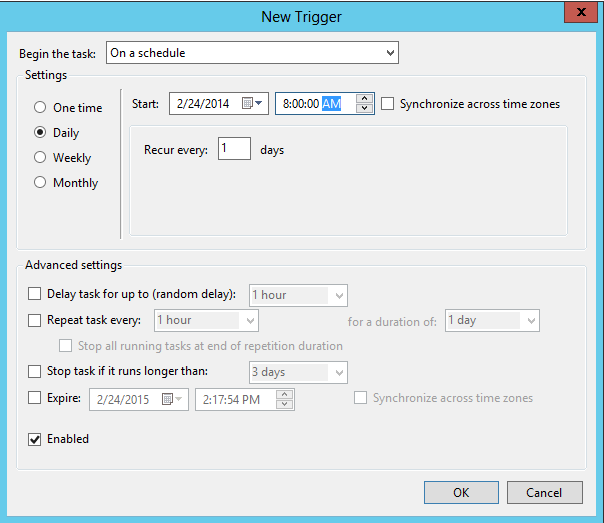 New Trigger
x
Begin the task: On a schedule
Settings
One time
Daily
Weekly
Monthly
Start: 2/24/2014 8:00:00 AM Synchronize across time zones
Recur every: 1 days
Advanced settings
Delay task for up to (random delay): 1 hour
Repeat task every: 1 hour for a duration of: 1 day
Stop all running tasks at end of repetition duration
Stop task if it runs longer than: 3 days
Expire: 2/24/2015 2:17:54 PM Synchronize across time zones
Enabled
OK Cancel